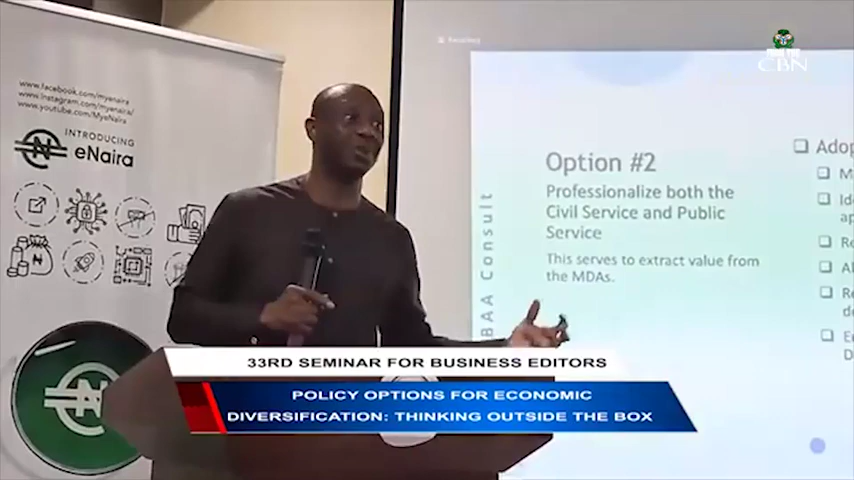 www.facebook.com/myenaira
www.instagram.com/myenaira/
www.youtube.com/MyeNaira
INTRODUCING
eNaira
CBN
Option #2
Professionalize both the
Civil Service and Public
Service
This serves to extract value from
the MDAs.
BAA Consult
eNaira
33RD SEMINAR FOR BUSINESS EDITORS
POLICY OPTIONS FOR ECONOMIC
DIVERSIFICATION: THINKING OUTSIDE THE BOX